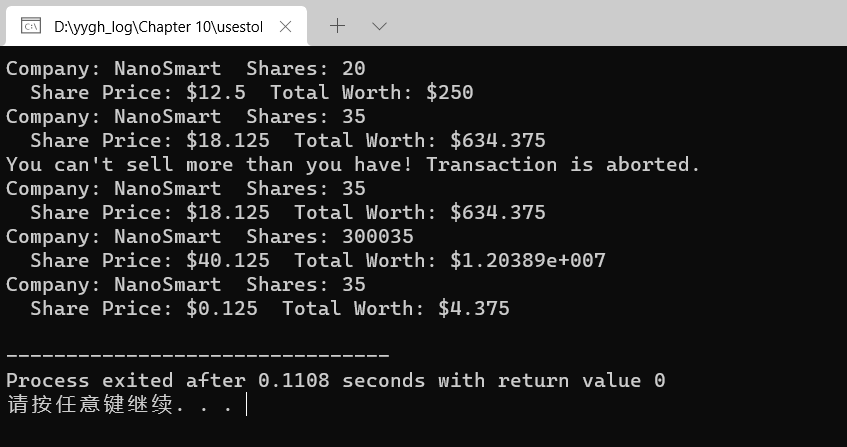 D:\yygh_log\Chapter 10\usestol
Company: NanoSmart  Shares: 20
  Share Price: $12.5  Total Worth: $250
Company: NanoSmart  Shares: 35
  Share Price: $18.125  Total Worth: $634.375
You can't sell more than you have! Transaction is aborted.
Company: NanoSmart  Shares: 35
  Share Price: $18.125  Total Worth: $634.375
Company: NanoSmart  Shares: 300035
  Share Price: $40.125  Total Worth: $1.20389e+007
Company: NanoSmart  Shares: 35
  Share Price: $0.125  Total Worth: $4.375
--------------------------------
Process exited after 0.1108 seconds with return value 0
请按任意键继续. . .